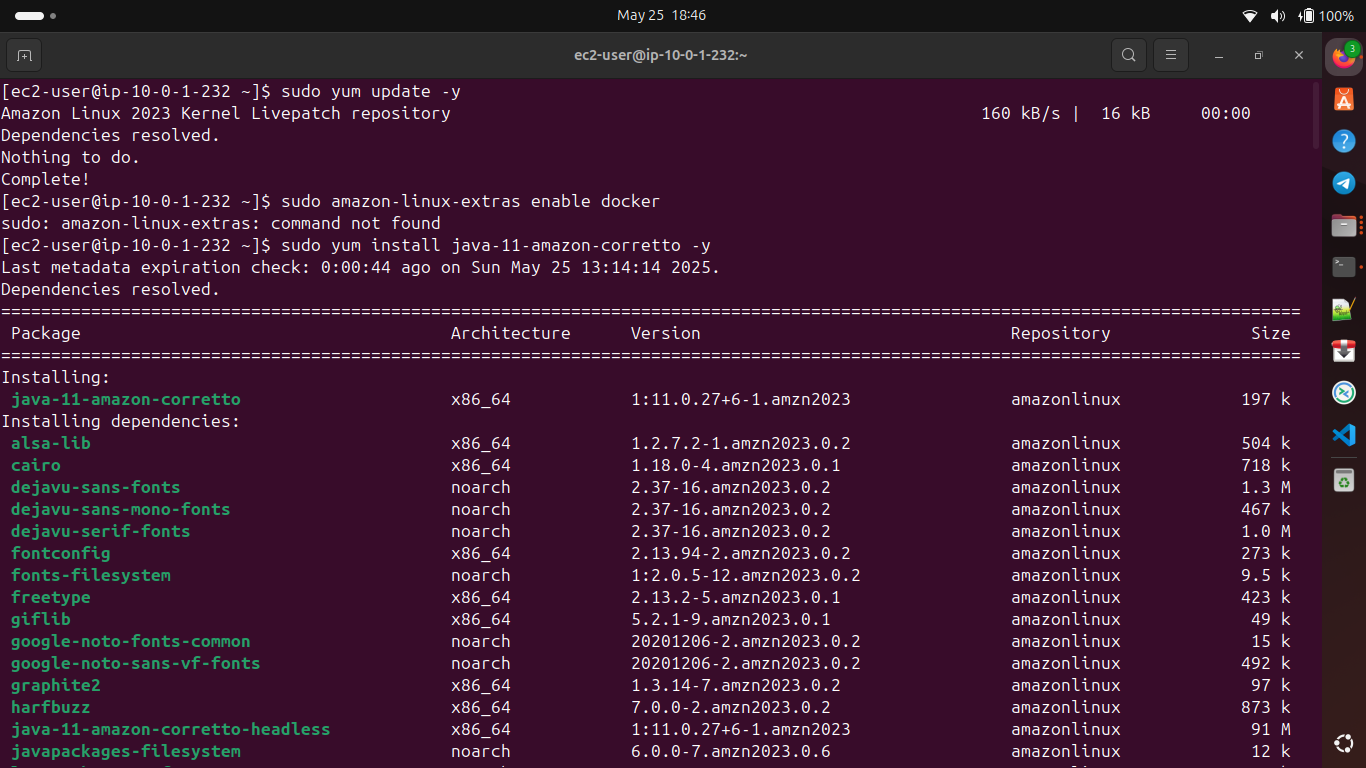 May 25 18:46
100%
ec2-user@ip-10-0-1-232:~
3
[ec2-user@ip-10-0-1-232 ~]$ sudo yum update -y
Amazon Linux 2023 Kernel Livepatch repository 160 kB/s | 16 kB 00:00
Dependencies resolved.
Nothing to do.
Complete!
[ec2-user@ip-10-0-1-232 ~]$ sudo amazon-linux-extras enable docker
sudo: amazon-linux-extras: command not found
[ec2-user@ip-10-0-1-232 ~]$ sudo yum install java-11-amazon-corretto -y
Last metadata expiration check: 0:00:44 ago on Sun May 25 13:14:14 2025.
Dependencies resolved.
Package Architecture Version Repository Size
Installing:
java-11-amazon-corretto x86_64 1:11.0.27+6-1.amzn2023 amazonlinux 197 k
Installing dependencies:
alsa-lib x86_64 1.2.7.2-1.amzn2023.0.2 amazonlinux 504 k
cairo x86_64 1.18.0-4.amzn2023.0.1 amazonlinux 718 k
dejavu-sans-fonts noarch 2.37-16.amzn2023.0.2 amazonlinux 1.3 M
dejavu-sans-mono-fonts noarch 2.37-16.amzn2023.0.2 amazonlinux 467 k
dejavu-serif-fonts noarch 2.37-16.amzn2023.0.2 amazonlinux 1.0 M
fontconfig x86_64 2.13.94-2.amzn2023.0.2 amazonlinux 273 k
fonts-filesystem noarch 1:2.0.5-12.amzn2023.0.2 amazonlinux 9.5 k
freetype x86_64 2.13.2-5.amzn2023.0.1 amazonlinux 423 k
giflib x86_64 5.2.1-9.amzn2023.0.1 amazonlinux 49 k
google-noto-fonts-common noarch 20201206-2.amzn2023.0.2 amazonlinux 15 k
google-noto-sans-vf-fonts noarch 20201206-2.amzn2023.0.2 amazonlinux 492 k
graphite2 x86_64 1.3.14-7.amzn2023.0.2 amazonlinux 97 k
harfbuzz x86_64 7.0.0-2.amzn2023.0.2 amazonlinux 873 k
java-11-amazon-corretto-headless x86_64 1:11.0.27+6-1.amzn2023 amazonlinux 91 M
javapackages-filesystem noarch 6.0.0-7.amzn2023.0.6 amazonlinux 12 k